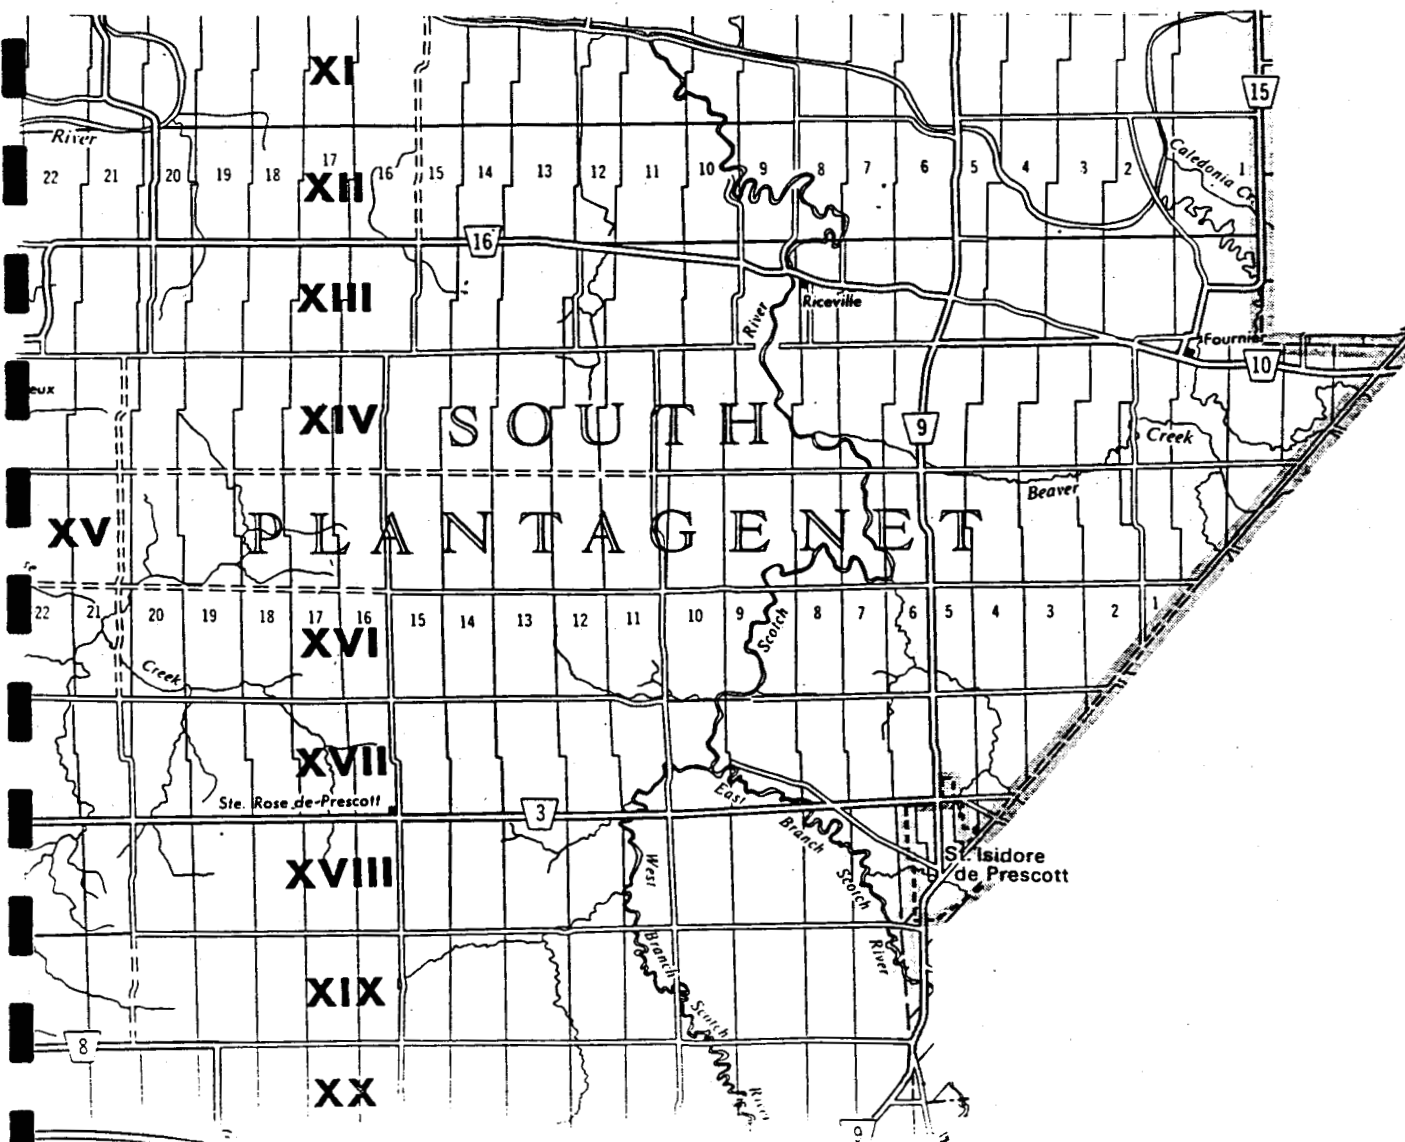 XI
15
River
Caledonia
22 21 20 19 18 17 16 15 14 13 12 11 10 9 8 7 6 5 4 3 2 1
XII
16
XIII
River
Riceville
Fournier
10
eux
XIV
SOUTH
9
Creek
Beaver
XV
PLANTAGENET
22 21 20 19 18 17 16 15 14 13 12 11 10 9 8 7 6 5 4 3 2 1
XVI
Scotch
Creek
XVII
East
Ste. Rose de-Prescott
3
Branch
XVIII
West
St. Isidore
de Prescott
Scotch
Branch
River
XIX
Scotch
8
XX
River
9